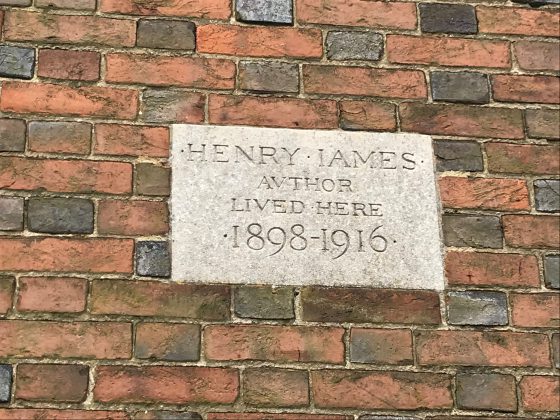 ·HENRY·IAMES·
AVTHOR
LIVED·HERE
·1898-1916·